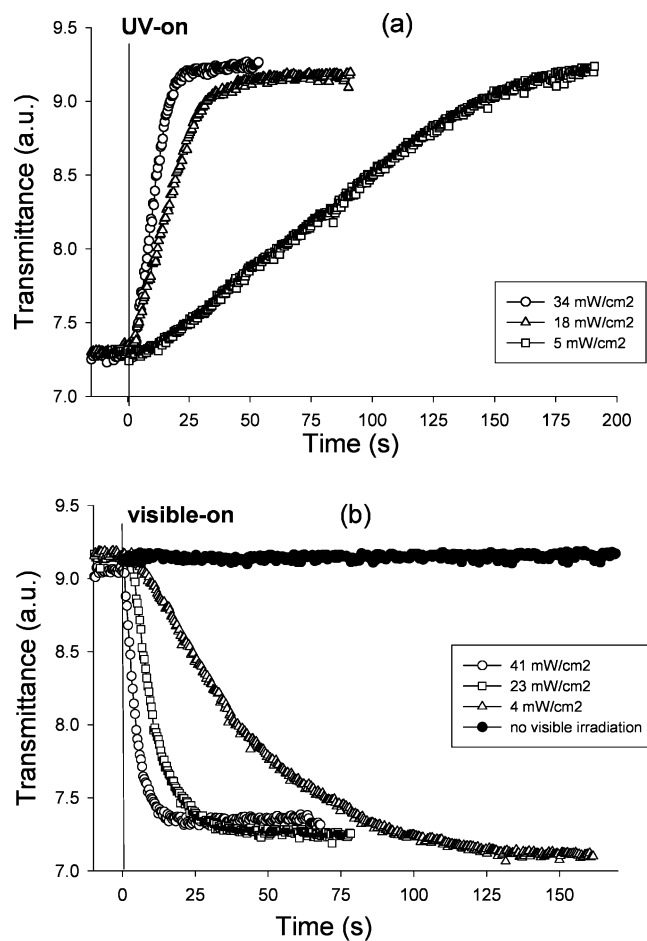 UV-on
(a)
9.5
9.0
8.5
8.0
7.5
7.0
Transmittance (a.u.)
34 mW/cm2
18 mW/cm2
5 mW/cm2
0
25
50
75
100
125
150
175
200
Time (s)
visible-on
(b)
9.5
9.0
8.5
8.0
7.5
7.0
Transmittance (a.u.)
41 mW/cm2
23 mW/cm2
4 mW/cm2
no visible irradiation
0
25
50
75
100
125
150
Time (s)